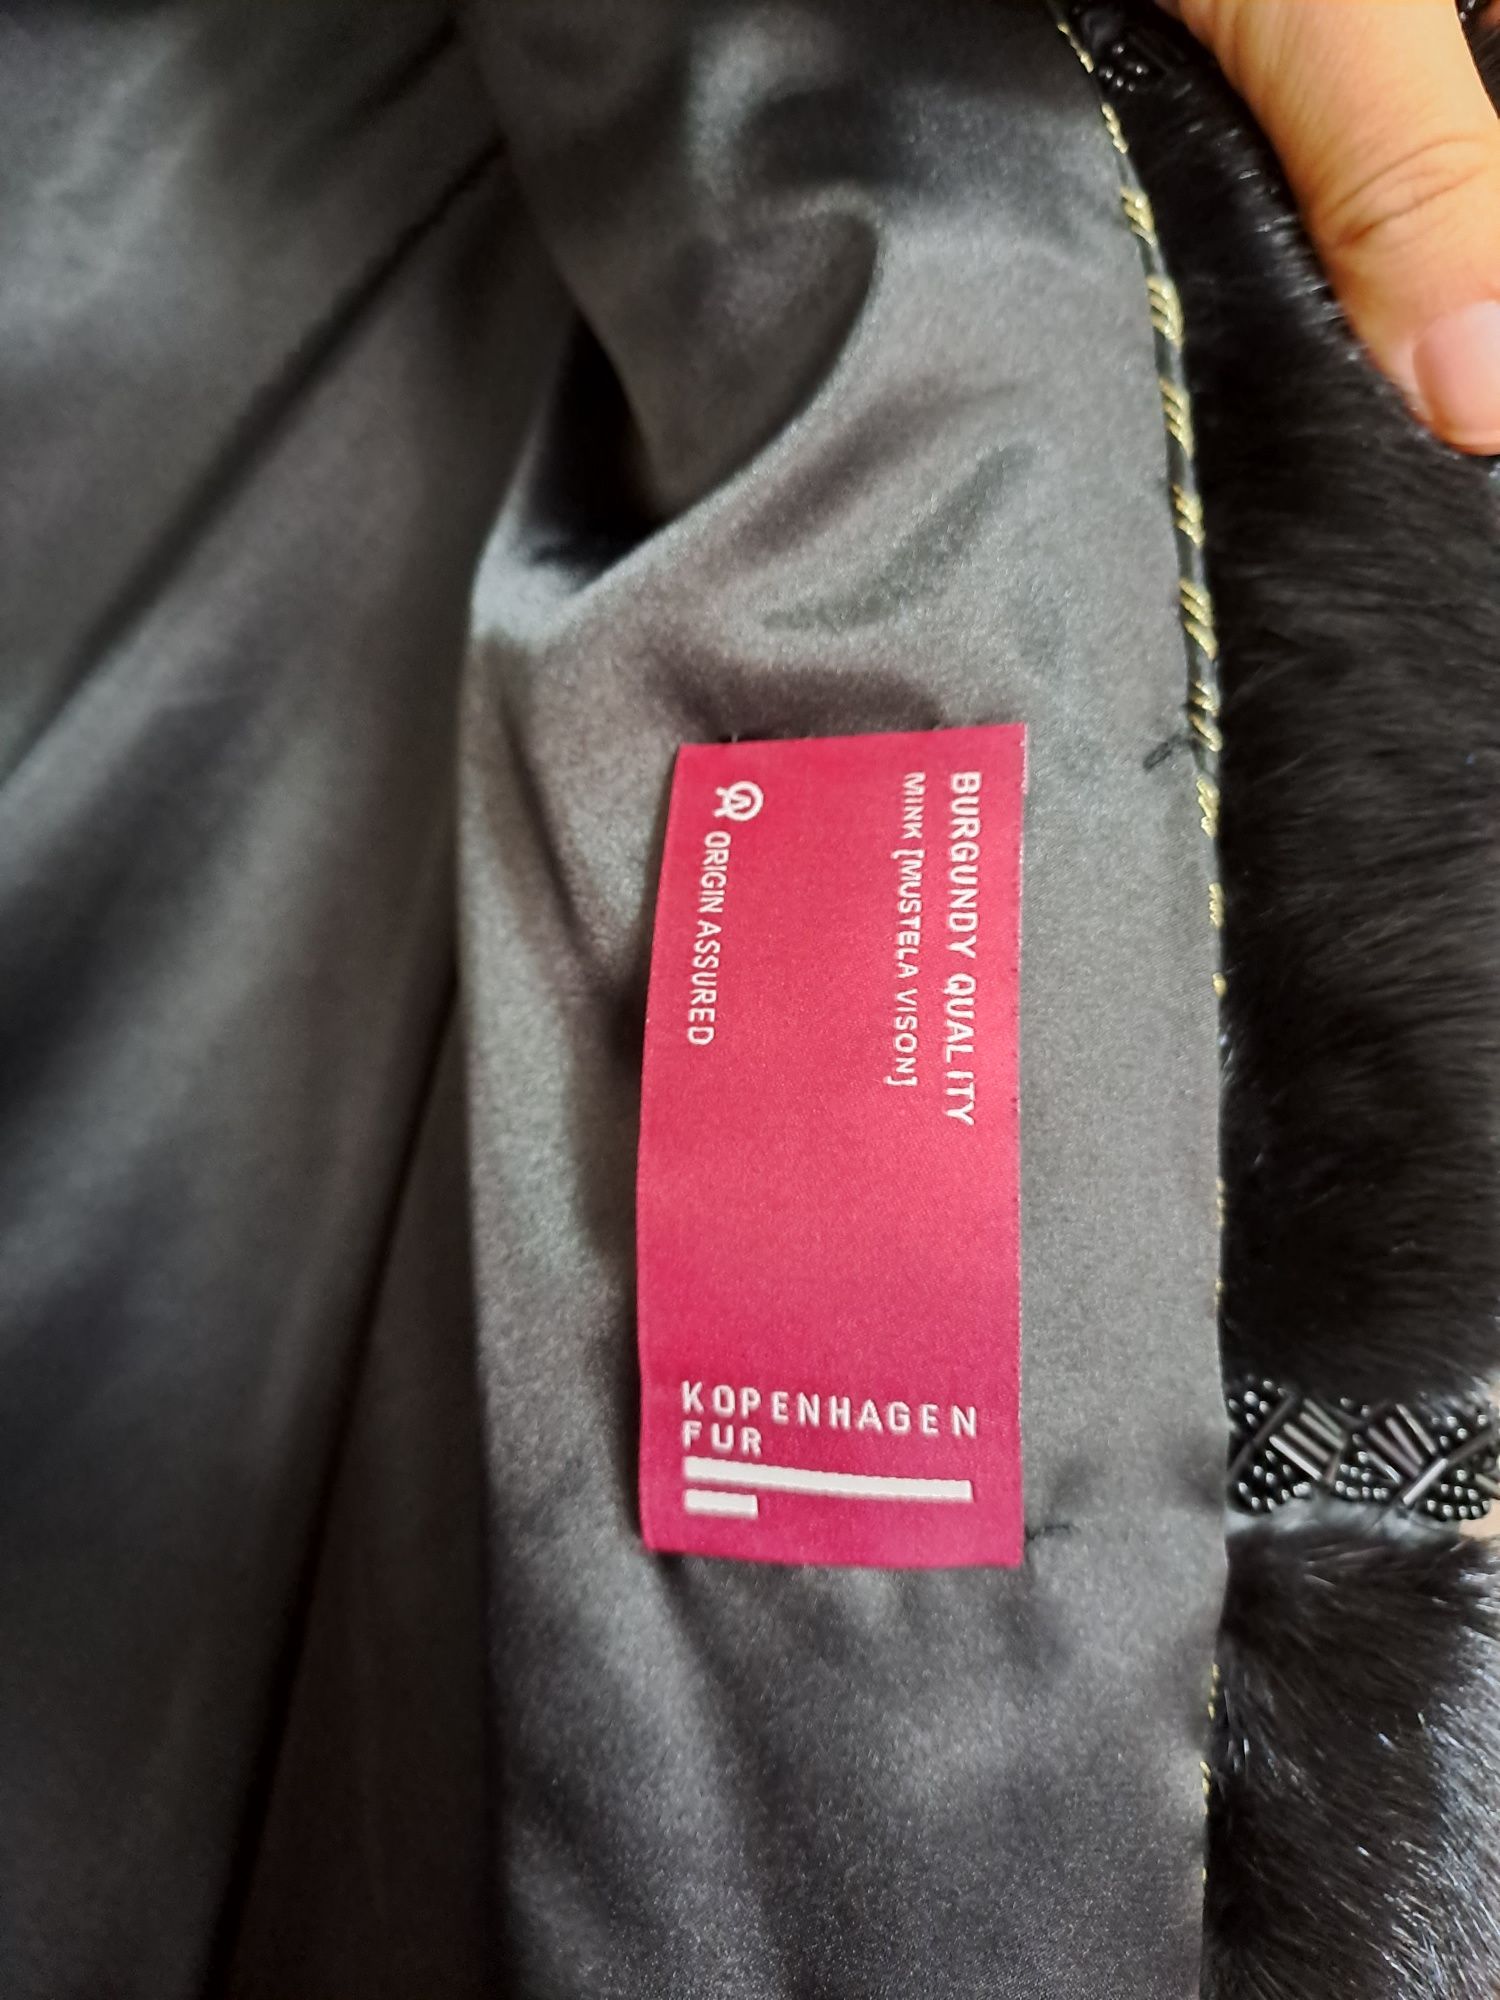 BURGUNDY QUALITY
MINK [MUSTELA VISON]
ORIGIN ASSURED
KOPENHAGEN
FUR